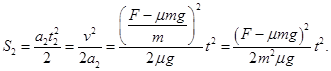 S₂ = a₂t₂²/2 = v²/2a₂ = ((F − μmg)/m)²/2μg t² = (F − μmg)²/2m²μg t².